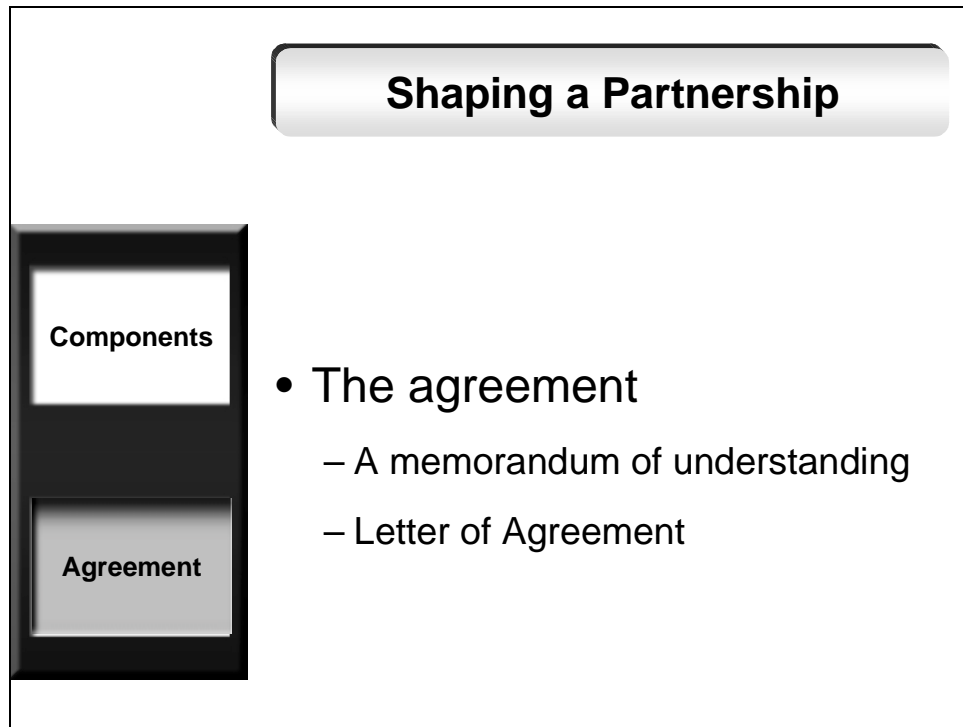 Shaping a Partnership
Components
Agreement
• The agreement
– A memorandum of understanding
– Letter of Agreement